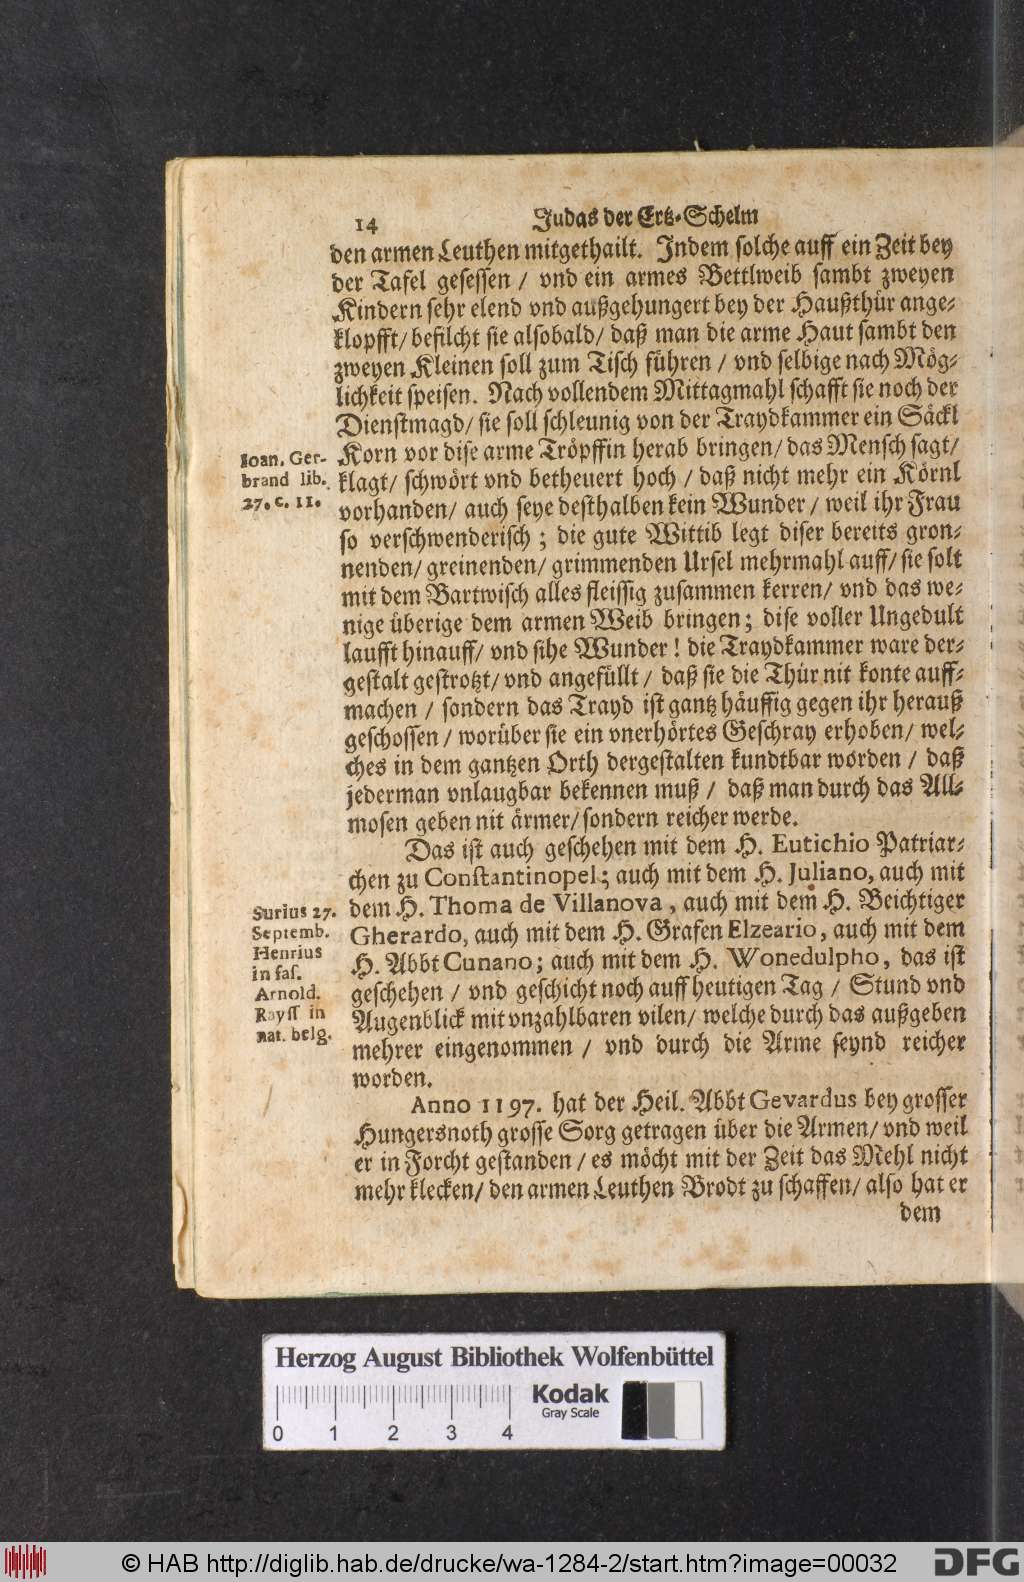 14 Judas der Ertz-Schelm
den armen Leuthen mitgethailt. Indem solche auff ein Zeit bey
der Tafel gesessen / vnd ein armes Bettlweib sambt zweyen
Kindern sehr elend vnd außgehungert bey der Haußthür ange-
klopfft/ befilcht sie alsobald/ daß man die arme Haut sambt den
zweyen Kleinen soll zum Tisch führen / vnd selbige nach Mög-
lichkeit speisen. Nach vollendem Mittagmahl schafft sie noch der
Dienstmagd/ sie soll schleunig von der Traydkammer ein Säckl
Korn vor dise arme Tröpffin herab bringen/ das Mensch sagt/
klagt/ schwört vnd betheuert hoch / daß nicht mehr ein Körnl
vorhanden/ auch seye desthalben kein Wunder / weil ihr Frau
so verschwenderisch ; die gute Wittib legt diser bereits gron-
nenden/ greinenden/ grimmenden Ursel mehrmahl auff/ sie solt
mit dem Bartwisch alles fleissig zusammen kerren/ vnd das we-
nige überige dem armen Weib bringen; dise voller Ungedult
laufft hinauff/ vnd sihe Wunder ! die Traydkammer ware der-
gestalt gestrotzt/ vnd angefüllt / daß sie die Thür nit konte auff-
machen / sondern das Trayd ist gantz häuffig gegen ihr herauß
geschossen / worüber sie ein vnerhörtes Geschray erhoben/ wel-
ches in dem gantzen Orth dergestalten kundtbar worden / daß
jederman vnlaugbar bekennen muß / daß man durch das All-
mosen geben nit ärmer/ sondern reicher werde.
Ioan. Ger-
brand lib.
27. c. 11.
Das ist auch geschehen mit dem H. Eutichio Patriar-
chen zu Constantinopel; auch mit dem H. Juliano, auch mit
dem H. Thoma de Villanova, auch mit dem H. Beichtiger
Gherardo, auch mit dem H. Grafen Elzeario, auch mit dem
H. Abbt Cunano; auch mit dem H. Wonedulpho, das ist
geschehen / vnd geschicht noch auff heutigen Tag / Stund vnd
Augenblick mit vnzahlbaren vilen/ welche durch das außgeben
mehrer eingenommen / vnd durch die Arme seynd reicher
worden.
Surius 27.
Septemb.
Henrius
in fas.
Arnold.
Rayss in
nat. belg.
Anno 1197. hat der Heil. Abbt Gevardus bey grosser
Hungersnoth grosse Sorg getragen über die Armen/ vnd weil
er in Forcht gestanden / es möcht mit der Zeit das Mehl nicht
mehr klecken/ den armen Leuthen Brodt zu schaffen/ also hat er
dem
Herzog August Bibliothek Wolfenbüttel
0 1 2 3 4
Kodak
Gray Scale
© HAB http://diglib.hab.de/drucke/wa-1284-2/start.htm?image=00032
DFG